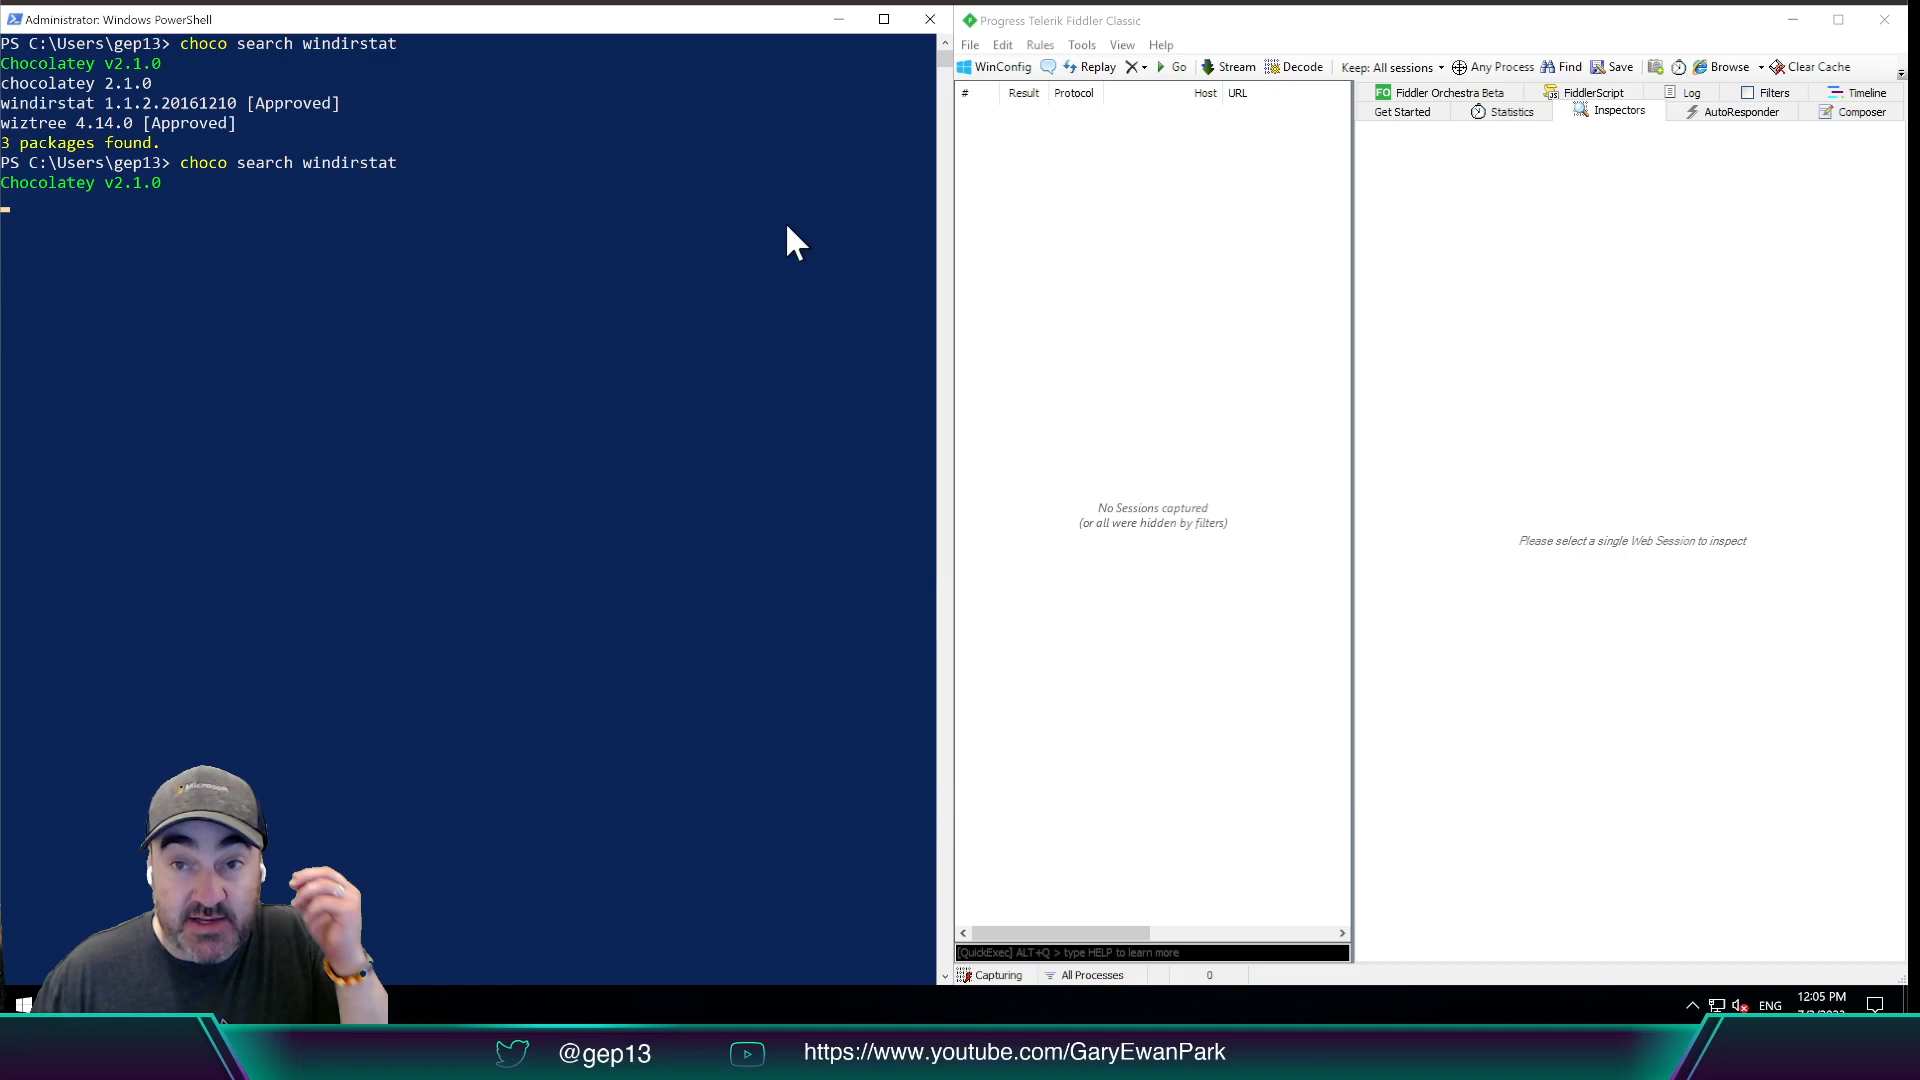 Administrator: Windows PowerShell
PS C:\Users\gep13> choco search windirstat
Chocolatey v2.1.0
chocolatey 2.1.0
windirstat 1.1.2.20161210 [Approved]
wiztree 4.14.0 [Approved]
3 packages found.
PS C:\Users\gep13> choco search windirstat
Chocolatey v2.1.0
Progress Telerik Fiddler Classic
File Edit Rules Tools View Help
WinConfig Replay Go Stream Decode Keep: All sessions Any Process Find Save Browse Clear Cache
# Result Protocol Host URL
No Sessions captured
(or all were hidden by filters)
[QuickExec] ALT+Q > type HELP to learn more
Capturing All Processes 0
FO Fiddler Orchestra Beta FiddlerScript Log Filters Timeline
Get Started Statistics Inspectors AutoResponder Composer
Please select a single Web Session to inspect
Microsoft
ENG 12:05 PM
@gep13 https://www.youtube.com/GaryEwanPark